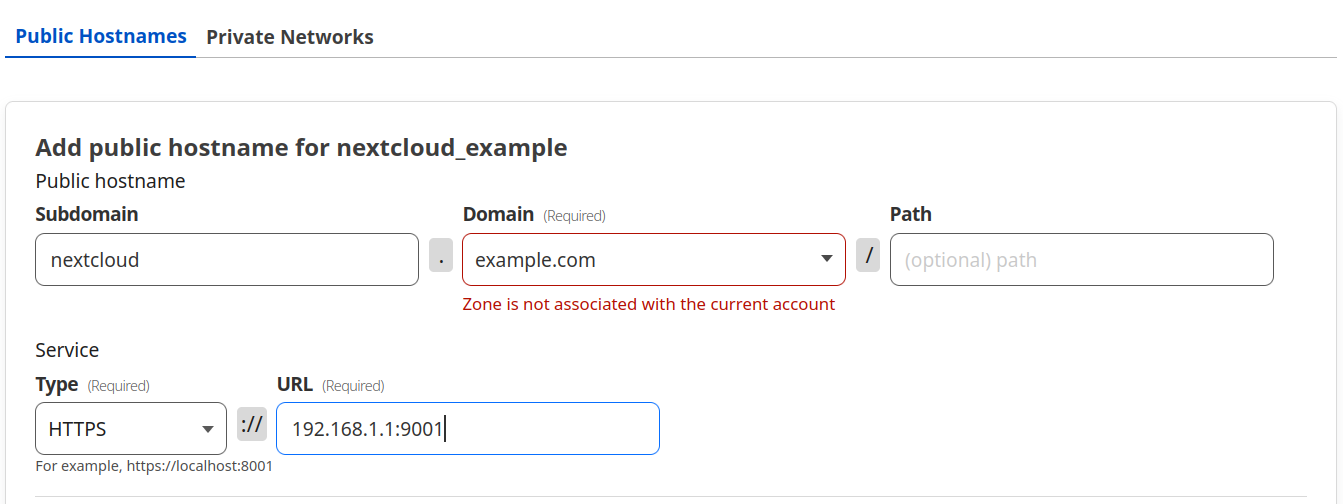 Public Hostnames Private Networks
Add public hostname for nextcloud_example
Public hostname
Subdomain Domain (Required) Path
nextcloud . example.com / (optional) path
Zone is not associated with the current account
Service
Type (Required) URL (Required)
HTTPS :// 192.168.1.1:9001
For example, https://localhost:8001